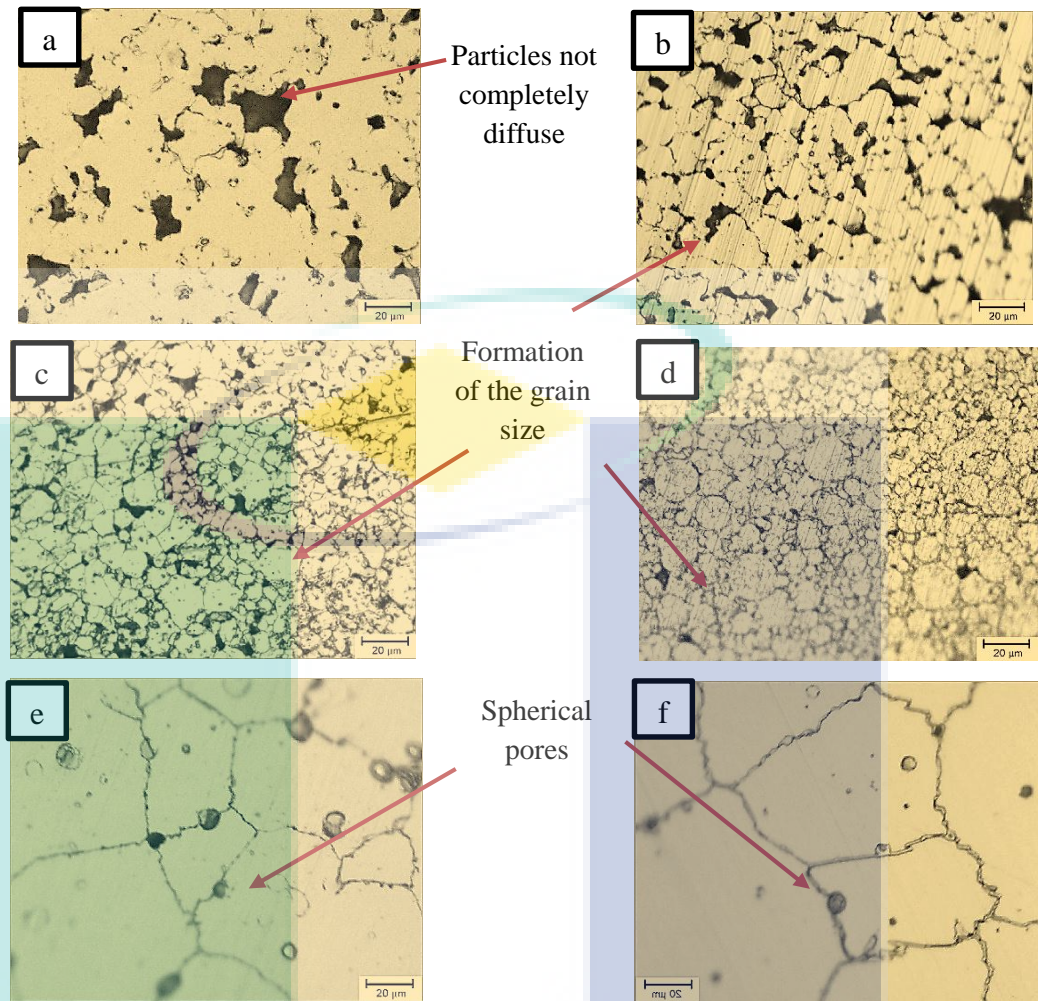 a
Particles not
completely
diffuse
b
20 µm
20 µm
c
Formation
of the grain
size
d
20 µm
20 µm
e
Spherical
pores
f
20 µm
20 µm